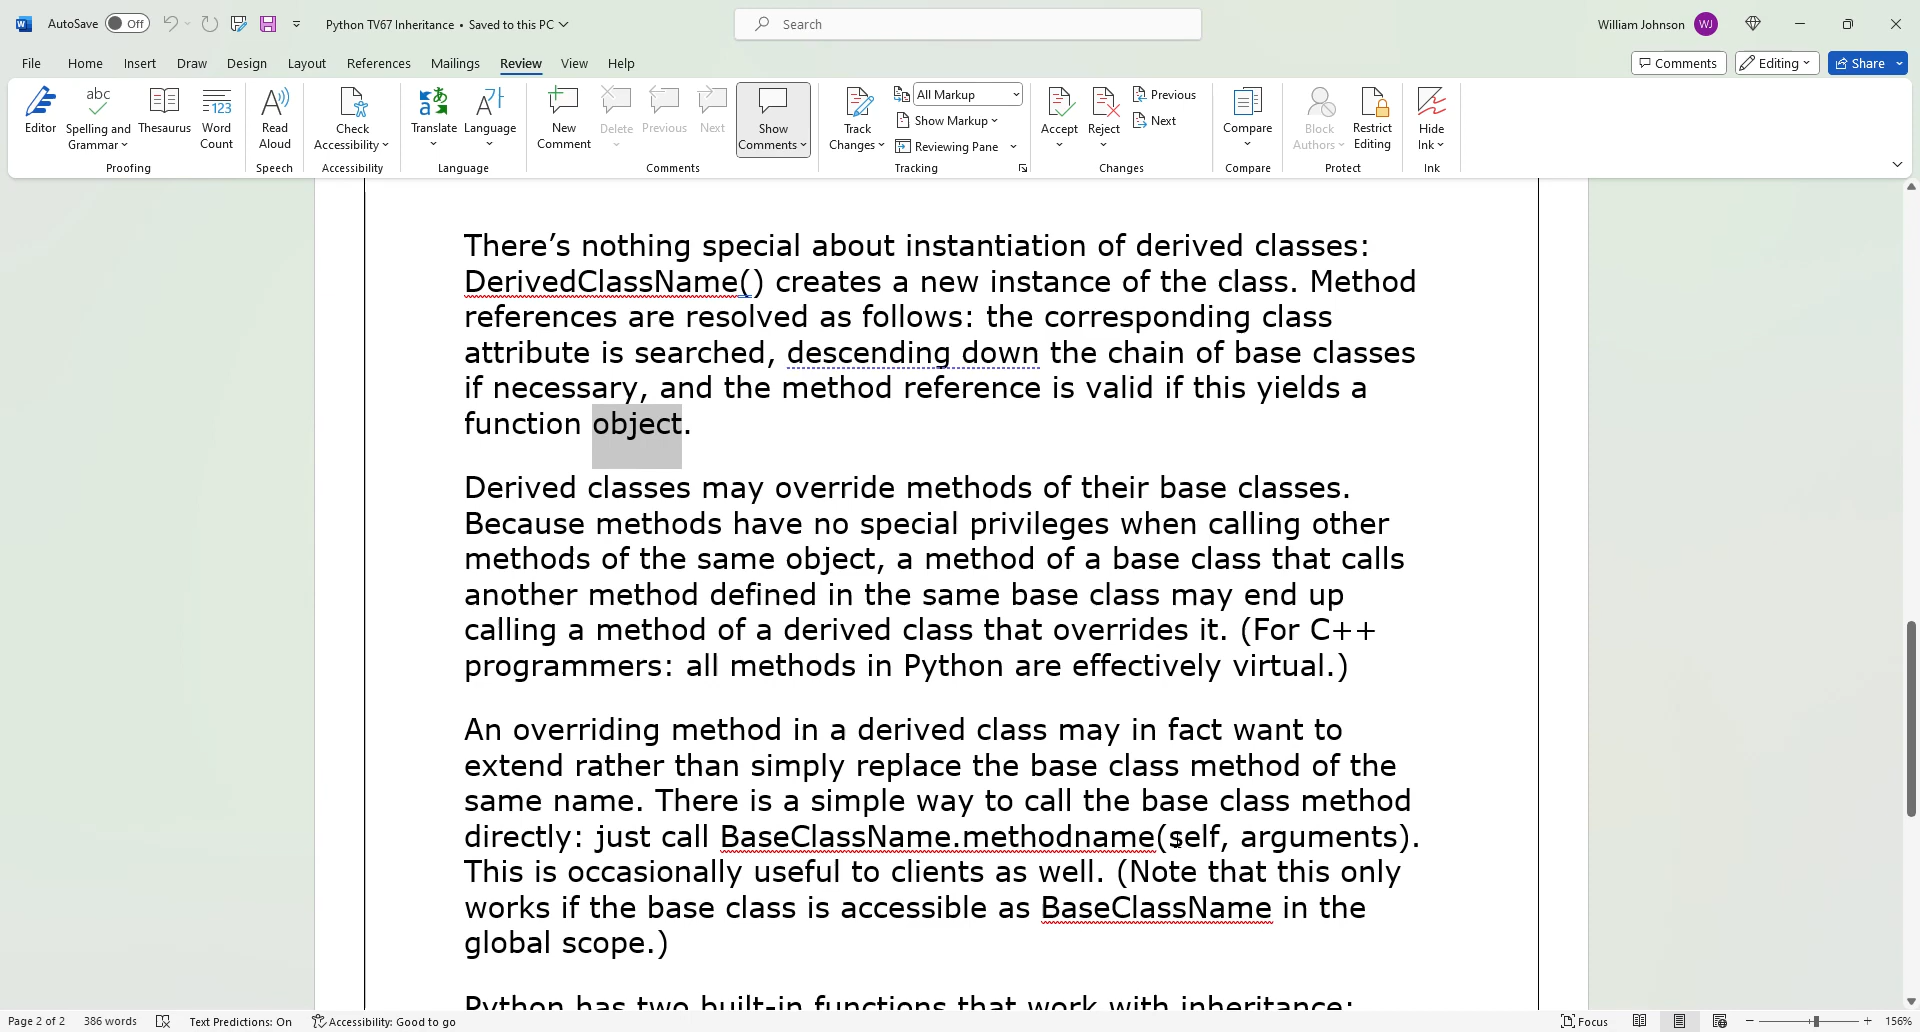 AutoSave Off Python TV67 Inheritance • Saved to this PC Search William Johnson WJ
File Home Insert Draw Design Layout References Mailings Review View Help Comments Editing Share
Editor
Spelling and Grammar
Thesaurus
Word Count
Proofing
Read Aloud
Speech
Check Accessibility
Accessibility
Translate
Language
Language
New Comment
Delete
Previous
Next
Show Comments
Comments
Track Changes
All Markup
Show Markup
Reviewing Pane
Tracking
Accept
Reject
Previous
Next
Changes
Compare
Compare
Block Authors
Restrict Editing
Protect
Hide Ink
Ink
There’s nothing special about instantiation of derived classes:
DerivedClassName() creates a new instance of the class. Method
references are resolved as follows: the corresponding class
attribute is searched, descending down the chain of base classes
if necessary, and the method reference is valid if this yields a
function object.
Derived classes may override methods of their base classes.
Because methods have no special privileges when calling other
methods of the same object, a method of a base class that calls
another method defined in the same base class may end up
calling a method of a derived class that overrides it. (For C++
programmers: all methods in Python are effectively virtual.)
An overriding method in a derived class may in fact want to
extend rather than simply replace the base class method of the
same name. There is a simple way to call the base class method
directly: just call BaseClassName.methodname(self, arguments).
This is occasionally useful to clients as well. (Note that this only
works if the base class is accessible as BaseClassName in the
global scope.)
Python has two built-in functions that work with inheritance:
Page 2 of 2 386 words Text Predictions: On Accessibility: Good to go Focus 156%